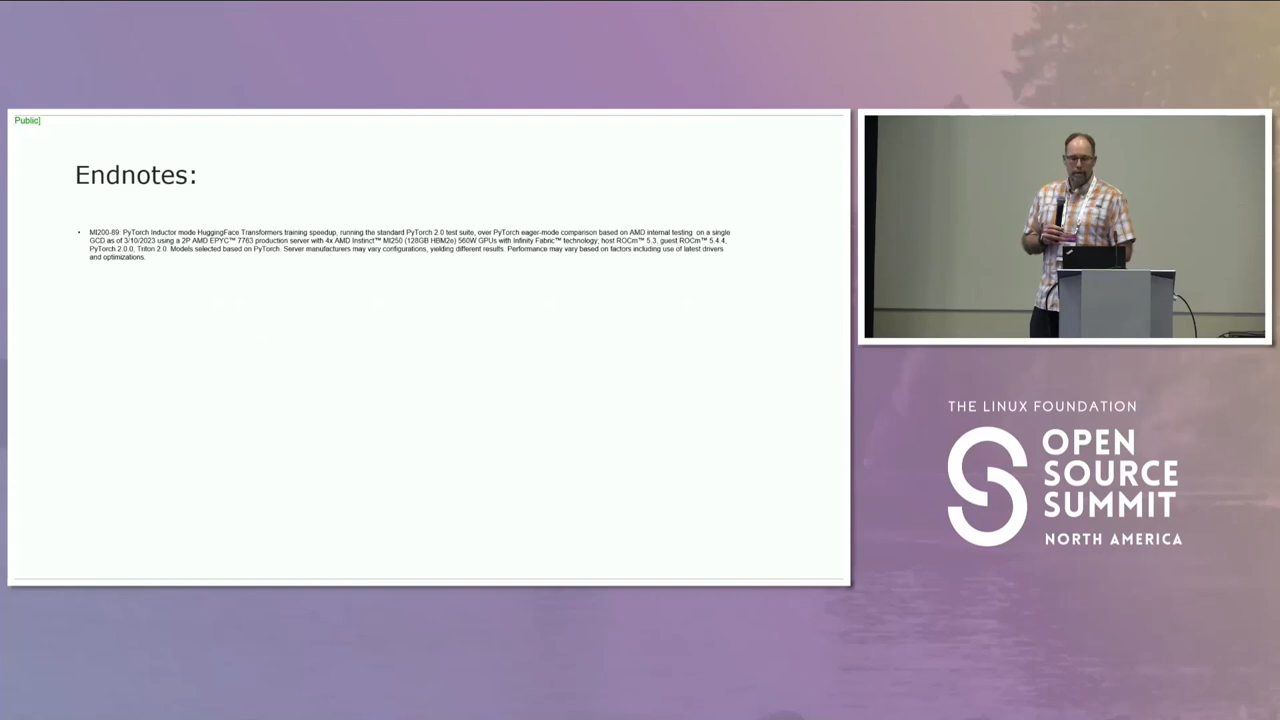 Public]
Endnotes:
• MI200-89: PyTorch Inductor mode HuggingFace Transformers training speedup, running the standard PyTorch 2.0 test suite, over PyTorch eager-mode comparison based on AMD internal testing on a single
GCD as of 3/10/2023 using a 2P AMD EPYC™ 7763 production server with 4x AMD Instinct™ MI250 (128GB HBM2e) 560W GPUs with Infinity Fabric™ technology; host ROCm™ 5.3, guest ROCm™ 5.4.4,
PyTorch 2.0.0, Triton 2.0. Models selected based on PyTorch. Server manufacturers may vary configurations, yielding different results. Performance may vary based on factors including use of latest drivers
and optimizations.
THE LINUX FOUNDATION
OPEN
SOURCE
SUMMIT
NORTH AMERICA